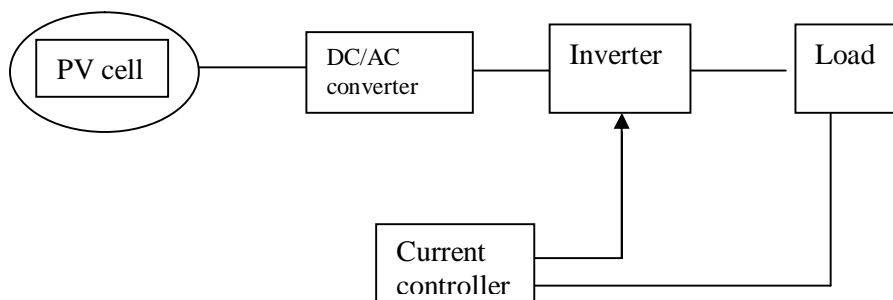 PV cell
DC/AC
converter
Inverter
Load
Current
controller